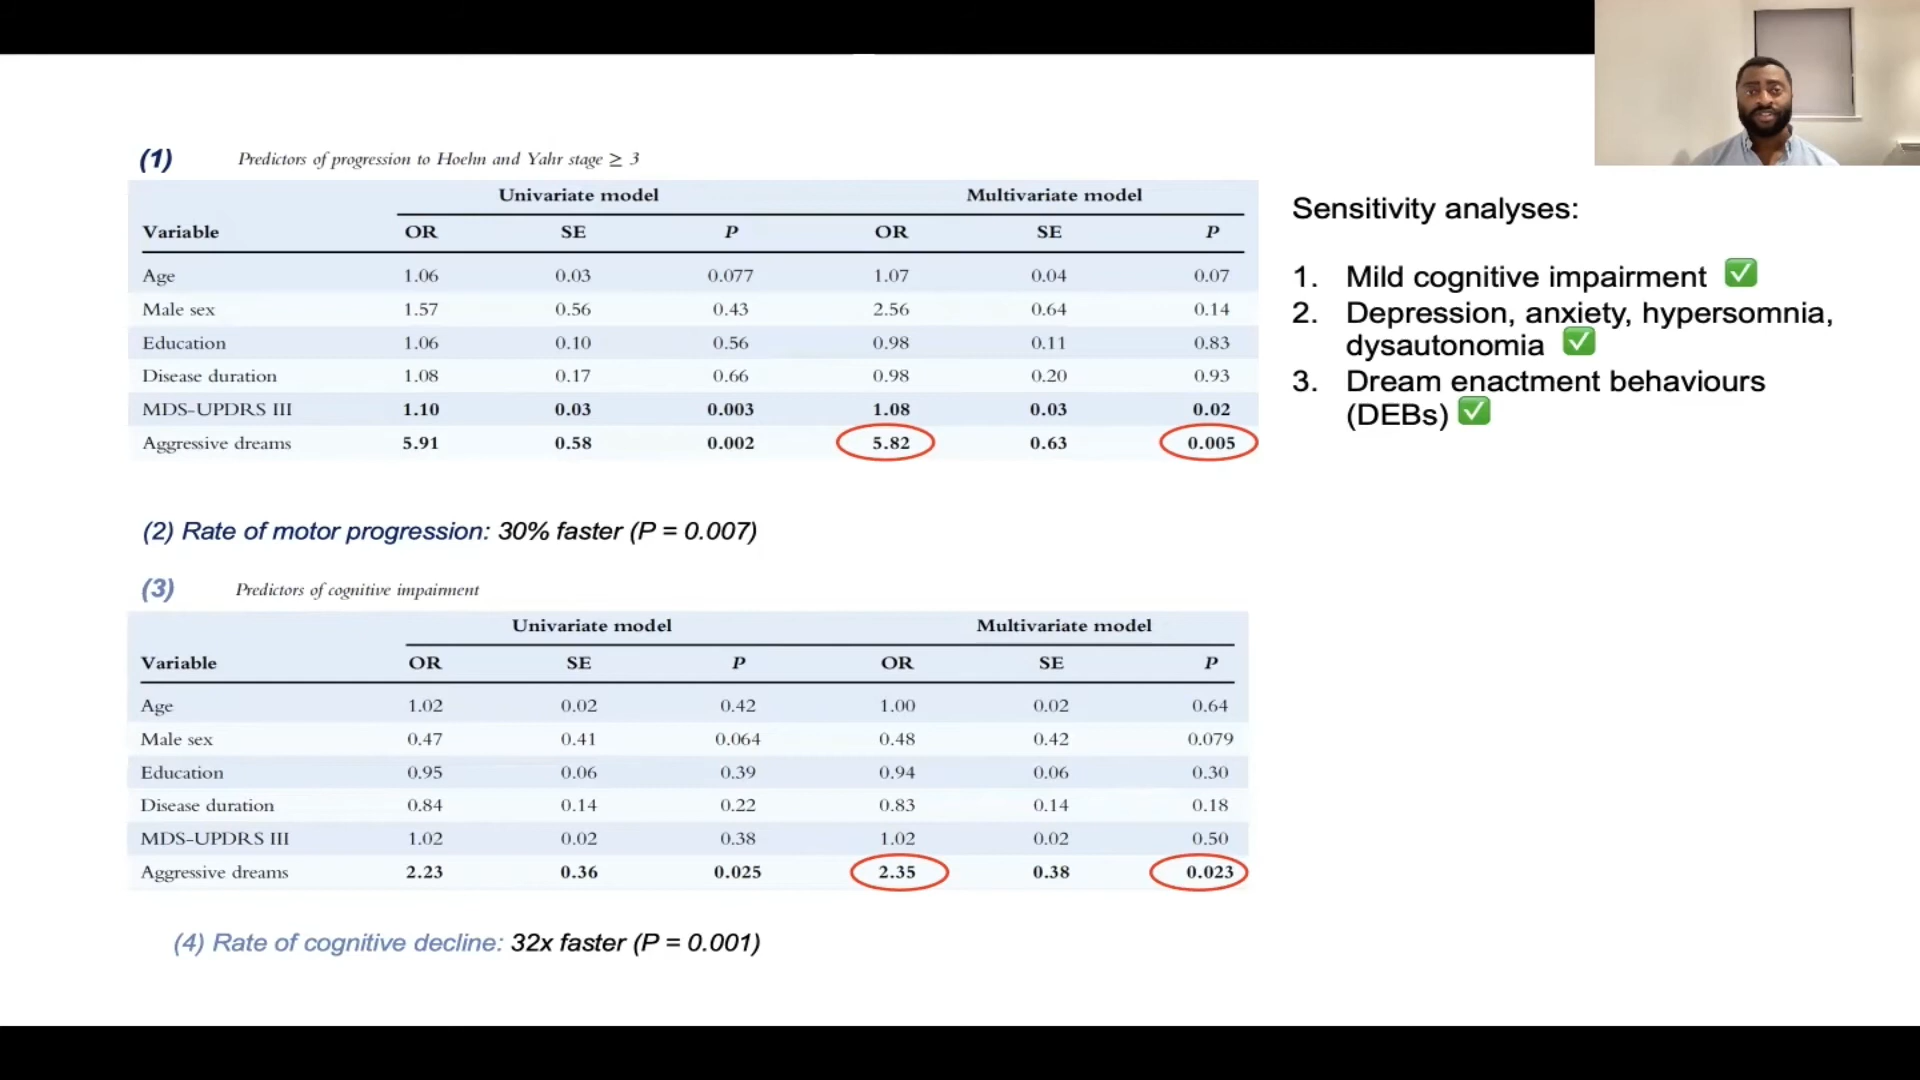 (1) Predictors of progression to Hoehn and Yahr stage ≥ 3
Univariate model Multivariate model
Variable OR SE P OR SE P
Age 1.06 0.03 0.077 1.07 0.04 0.07
Male sex 1.57 0.56 0.43 2.56 0.64 0.14
Education 1.06 0.10 0.56 0.98 0.11 0.83
Disease duration 1.08 0.17 0.66 0.98 0.20 0.93
MDS-UPDRS III 1.10 0.03 0.003 1.08 0.03 0.02
Aggressive dreams 5.91 0.58 0.002 5.82 0.63 0.005
(2) Rate of motor progression: 30% faster (P = 0.007)
(3) Predictors of cognitive impairment
Univariate model Multivariate model
Variable OR SE P OR SE P
Age 1.02 0.02 0.42 1.00 0.02 0.64
Male sex 0.47 0.41 0.064 0.48 0.42 0.079
Education 0.95 0.06 0.39 0.94 0.06 0.30
Disease duration 0.84 0.14 0.22 0.83 0.14 0.18
MDS-UPDRS III 1.02 0.02 0.38 1.02 0.02 0.50
Aggressive dreams 2.23 0.36 0.025 2.35 0.38 0.023
(4) Rate of cognitive decline: 32x faster (P = 0.001)
Sensitivity analyses:
1. Mild cognitive impairment ✅
2. Depression, anxiety, hypersomnia,
dysautonomia ✅
3. Dream enactment behaviours
(DEBs) ✅